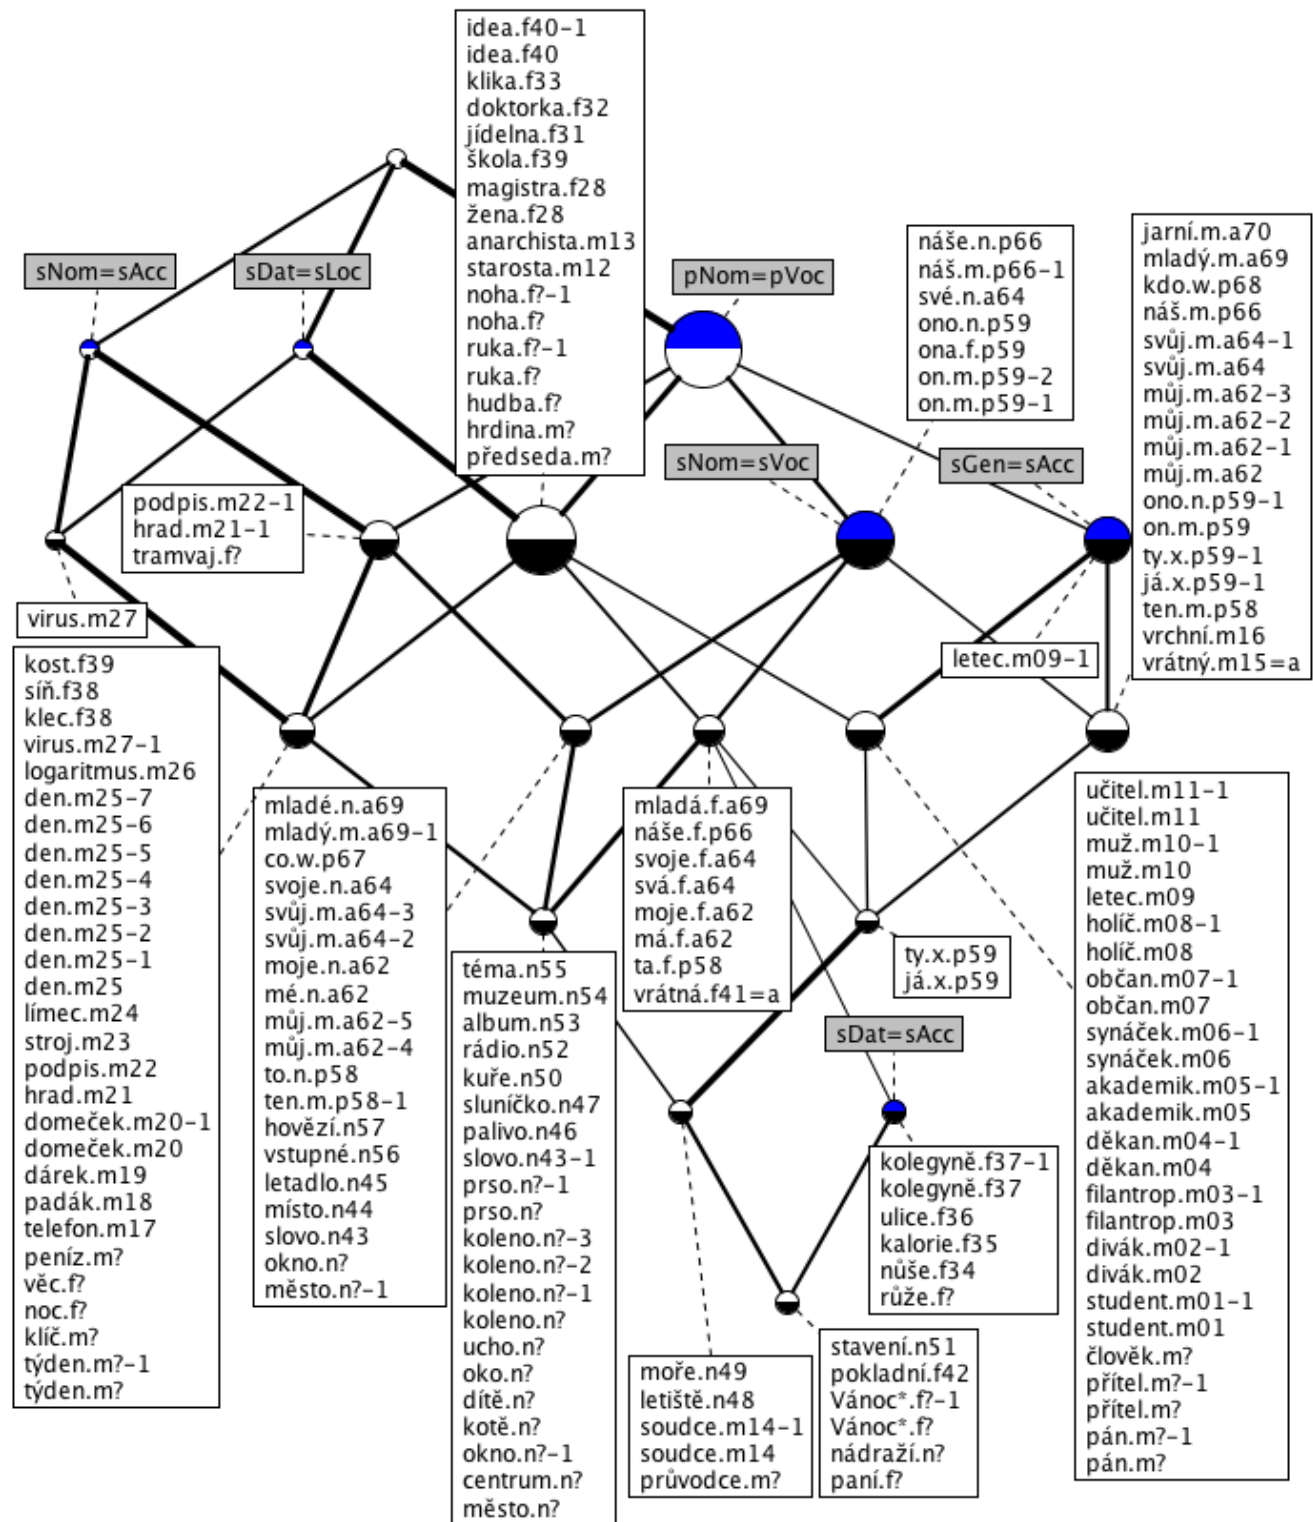 idea.f40-1
idea.f40
klika.f33
doktorka.f32
jídelna.f31
škola.f39
magistra.f28
žena.f28
anarchista.m13
starosta.m12
noha.f?-1
noha.f?
ruka.f?-1
ruka.f?
hudba.f?
hrdina.m?
předseda.m?
sNom=sAcc
sDat=sLoc
pNom=pVoc
náše.n.p66
náš.m.p66-1
své.n.a64
ono.n.p59
ona.f.p59
on.m.p59-2
on.m.p59-1
jarní.m.a70
mladý.m.a69
kdo.w.p68
náš.m.p66
svůj.m.a64-1
svůj.m.a64
můj.m.a62-3
můj.m.a62-2
můj.m.a62-1
můj.m.a62
ono.n.p59-1
on.m.p59
ty.x.p59-1
já.x.p59-1
ten.m.p58
vrchní.m16
vrátný.m15=a
sNom=sVoc
sGen=sAcc
podpis.m22-1
hrad.m21-1
tramvaj.f?
virus.m27
letec.m09-1
kost.f39
síň.f38
klec.f38
virus.m27-1
logaritmus.m26
den.m25-7
den.m25-6
den.m25-5
den.m25-4
den.m25-3
den.m25-2
den.m25-1
den.m25
límec.m24
stroj.m23
podpis.m22
hrad.m21
domeček.m20-1
domeček.m20
dárek.m19
padák.m18
telefon.m17
peníz.m?
věc.f?
noc.f?
klíč.m?
týden.m?-1
týden.m?
mladé.n.a69
mladý.m.a69-1
co.w.p67
svoje.n.a64
svůj.m.a64-3
svůj.m.a64-2
moje.n.a62
mé.n.a62
můj.m.a62-5
můj.m.a62-4
to.n.p58
ten.m.p58-1
hovězí.n57
vstupné.n56
letadlo.n45
místo.n44
slovo.n43
okno.n?
město.n?-1
mladá.f.a69
náše.f.p66
svoje.f.a64
svá.f.a64
moje.f.a62
má.f.a62
ta.f.p58
vrátná.f41=a
učitel.m11-1
učitel.m11
muž.m10-1
muž.m10
letec.m09
holíč.m08-1
holíč.m08
občan.m07-1
občan.m07
synáček.m06-1
synáček.m06
akademik.m05-1
akademik.m05
děkan.m04-1
děkan.m04
filantrop.m03-1
filantrop.m03
divák.m02-1
divák.m02
student.m01-1
student.m01
člověk.m?
přítel.m?-1
přítel.m?
pán.m?-1
pán.m?
ty.x.p59
já.x.p59
téma.n55
muzeum.n54
album.n53
rádio.n52
kuře.n50
sluníčko.n47
palivo.n46
slovo.n43-1
prso.n?-1
prso.n?
koleno.n?-3
koleno.n?-2
koleno.n?-1
koleno.n?
ucho.n?
oko.n?
dítě.n?
kotě.n?
okno.n?-1
centrum.n?
město.n?
sDat=sAcc
kolegyně.f37-1
kolegyně.f37
ulice.f36
kalorie.f35
nůše.f34
růže.f?
moře.n49
letiště.n48
soudce.m14-1
soudce.m14
průvodce.m?
stavení.n51
pokladní.f42
Vánoc*.f?-1
Vánoc*.f?
nádraží.n?
paní.f?